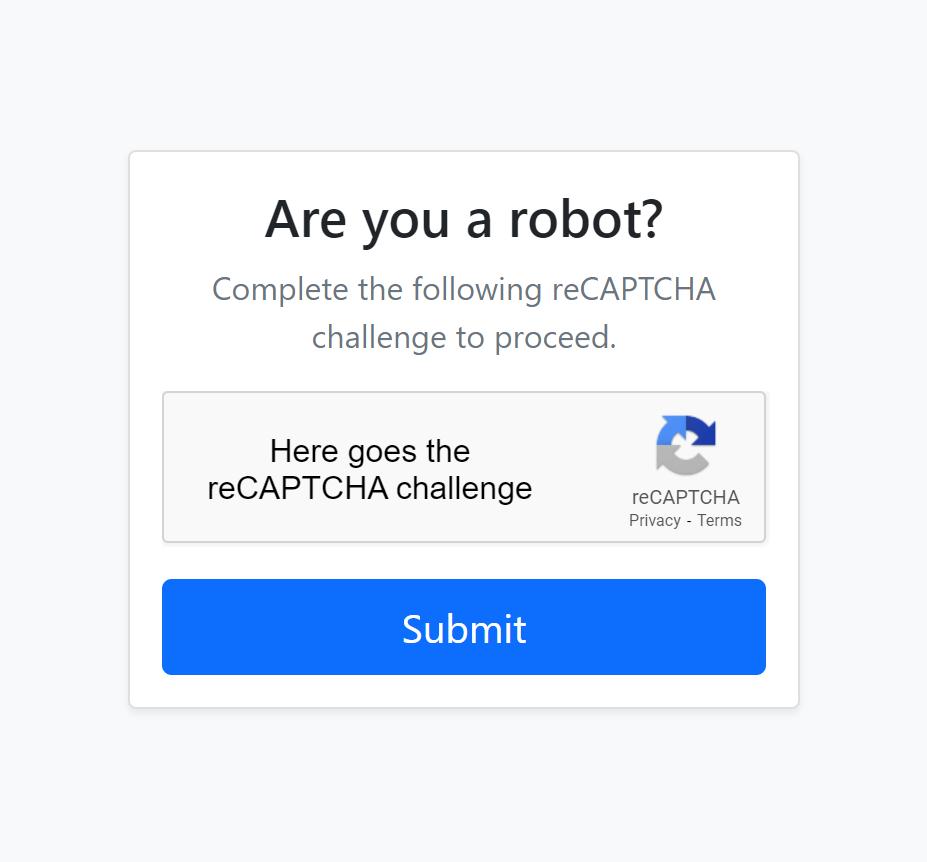 Are you a robot?
Complete the following reCAPTCHA
challenge to proceed.
Here goes the
reCAPTCHA challenge
reCAPTCHA
Privacy - Terms
Submit